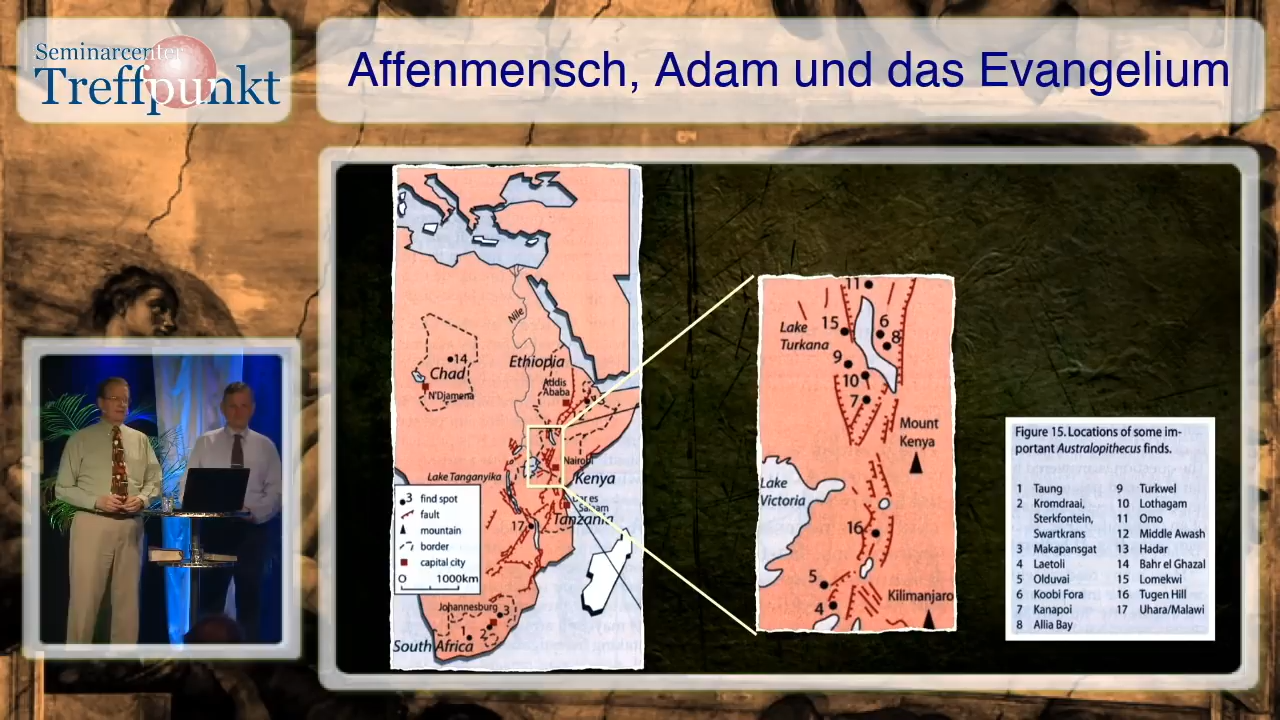 Seminarcenter
Treffpunkt
Affenmensch, Adam und das Evangelium
Nile
14
Chad
N'Djamena
Ethiopia
Addis
Ababa
Nairobi
Lake Tanganyika
Kenya
Tanzania
17
3 find spot
fault
mountain
border
capital city
O 1000km
Johannesburg
3
2
1
South Africa
11
Lake
Turkana
15
6
8
9
10
7
Mount
Kenya
Lake
Victoria
16
5
4
Kilimanjaro
Figure 15. Locations of some im-
portant Australopithecus finds.
1 Taung
2 Kromdraai,
Sterkfontein,
Swartkrans
3 Makapansgat
4 Laetoli
5 Olduvai
6 Koobi Fora
7 Kanapoi
8 Allia Bay
9 Turkwel
10 Lothagam
11 Omo
12 Middle Awash
13 Hadar
14 Bahr el Ghazal
15 Lomekwi
16 Tugen Hill
17 Uhara/Malawi